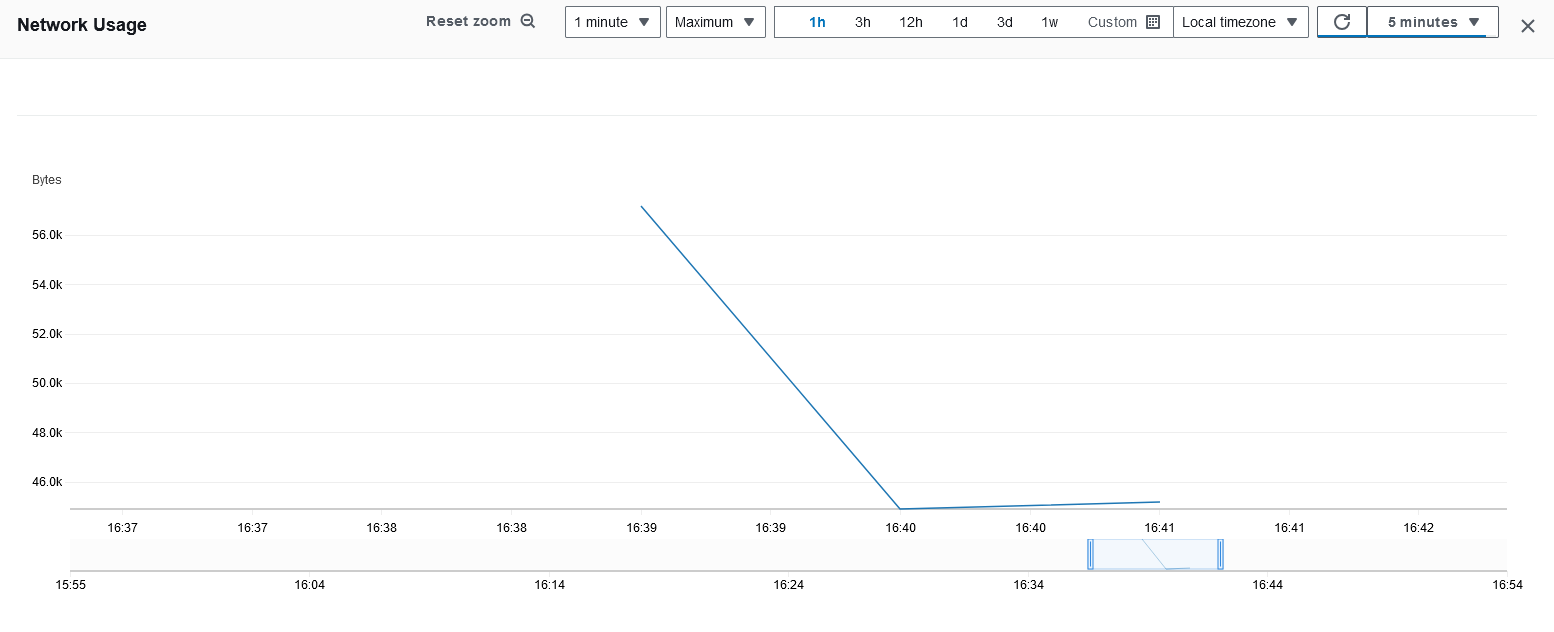 Network Usage
Reset zoom
1 minute
Maximum
1h 3h 12h 1d 3d 1w Custom
Local timezone
5 minutes
Bytes
56.0k
54.0k
52.0k
50.0k
48.0k
46.0k
16:37 16:37 16:38 16:38 16:39 16:39 16:40 16:40 16:41 16:41 16:42
15:55 16:04 16:14 16:24 16:34 16:44 16:54